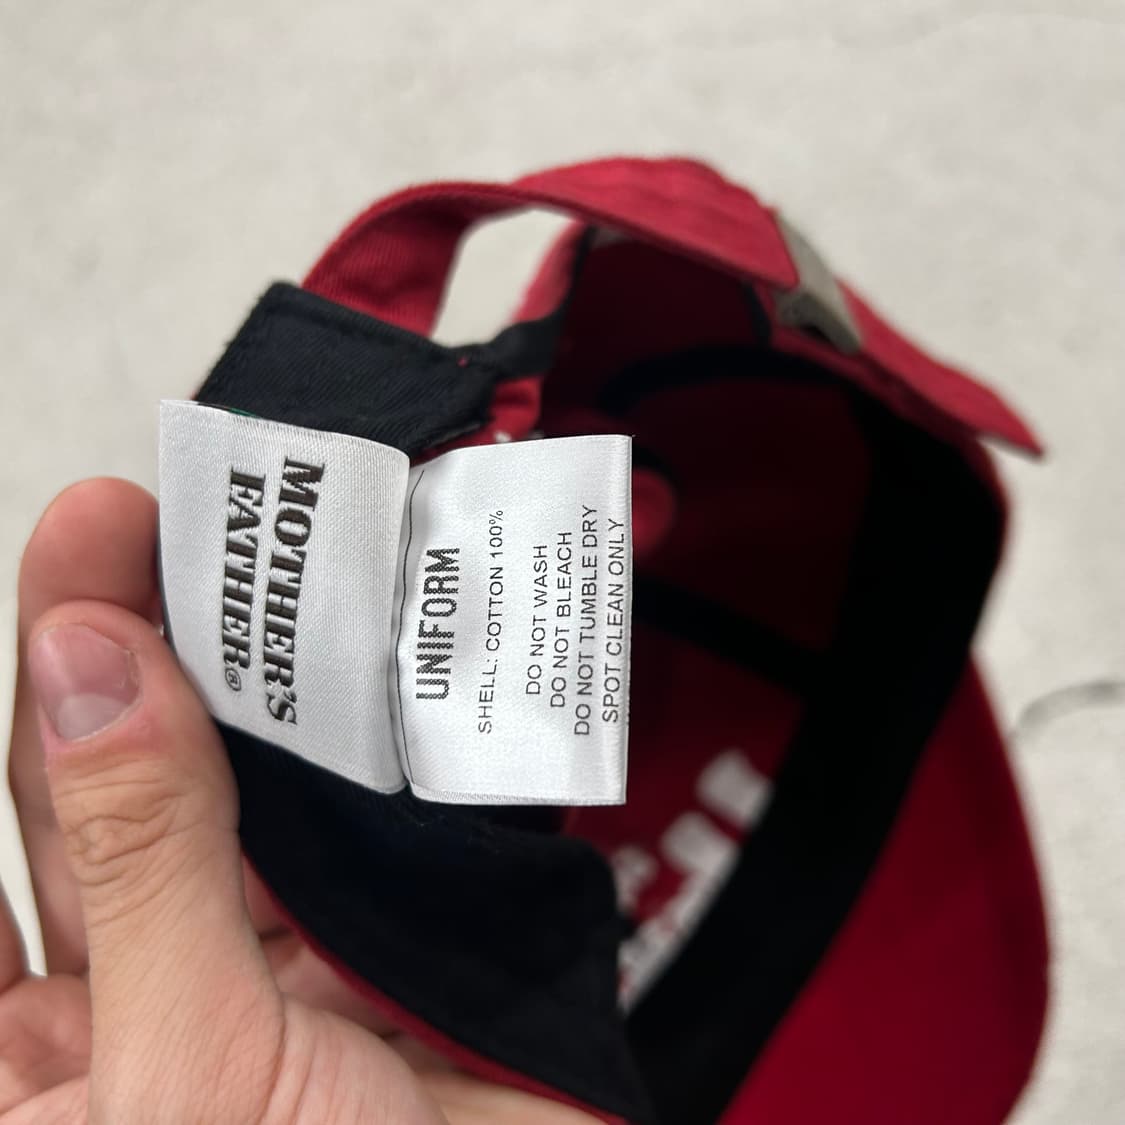 MOTHER'S
FATHER®
UNIFORM
SHELL: COTTON 100%
DO NOT WASH
DO NOT BLEACH
DO NOT TUMBLE DRY
SPOT CLEAN ONLY